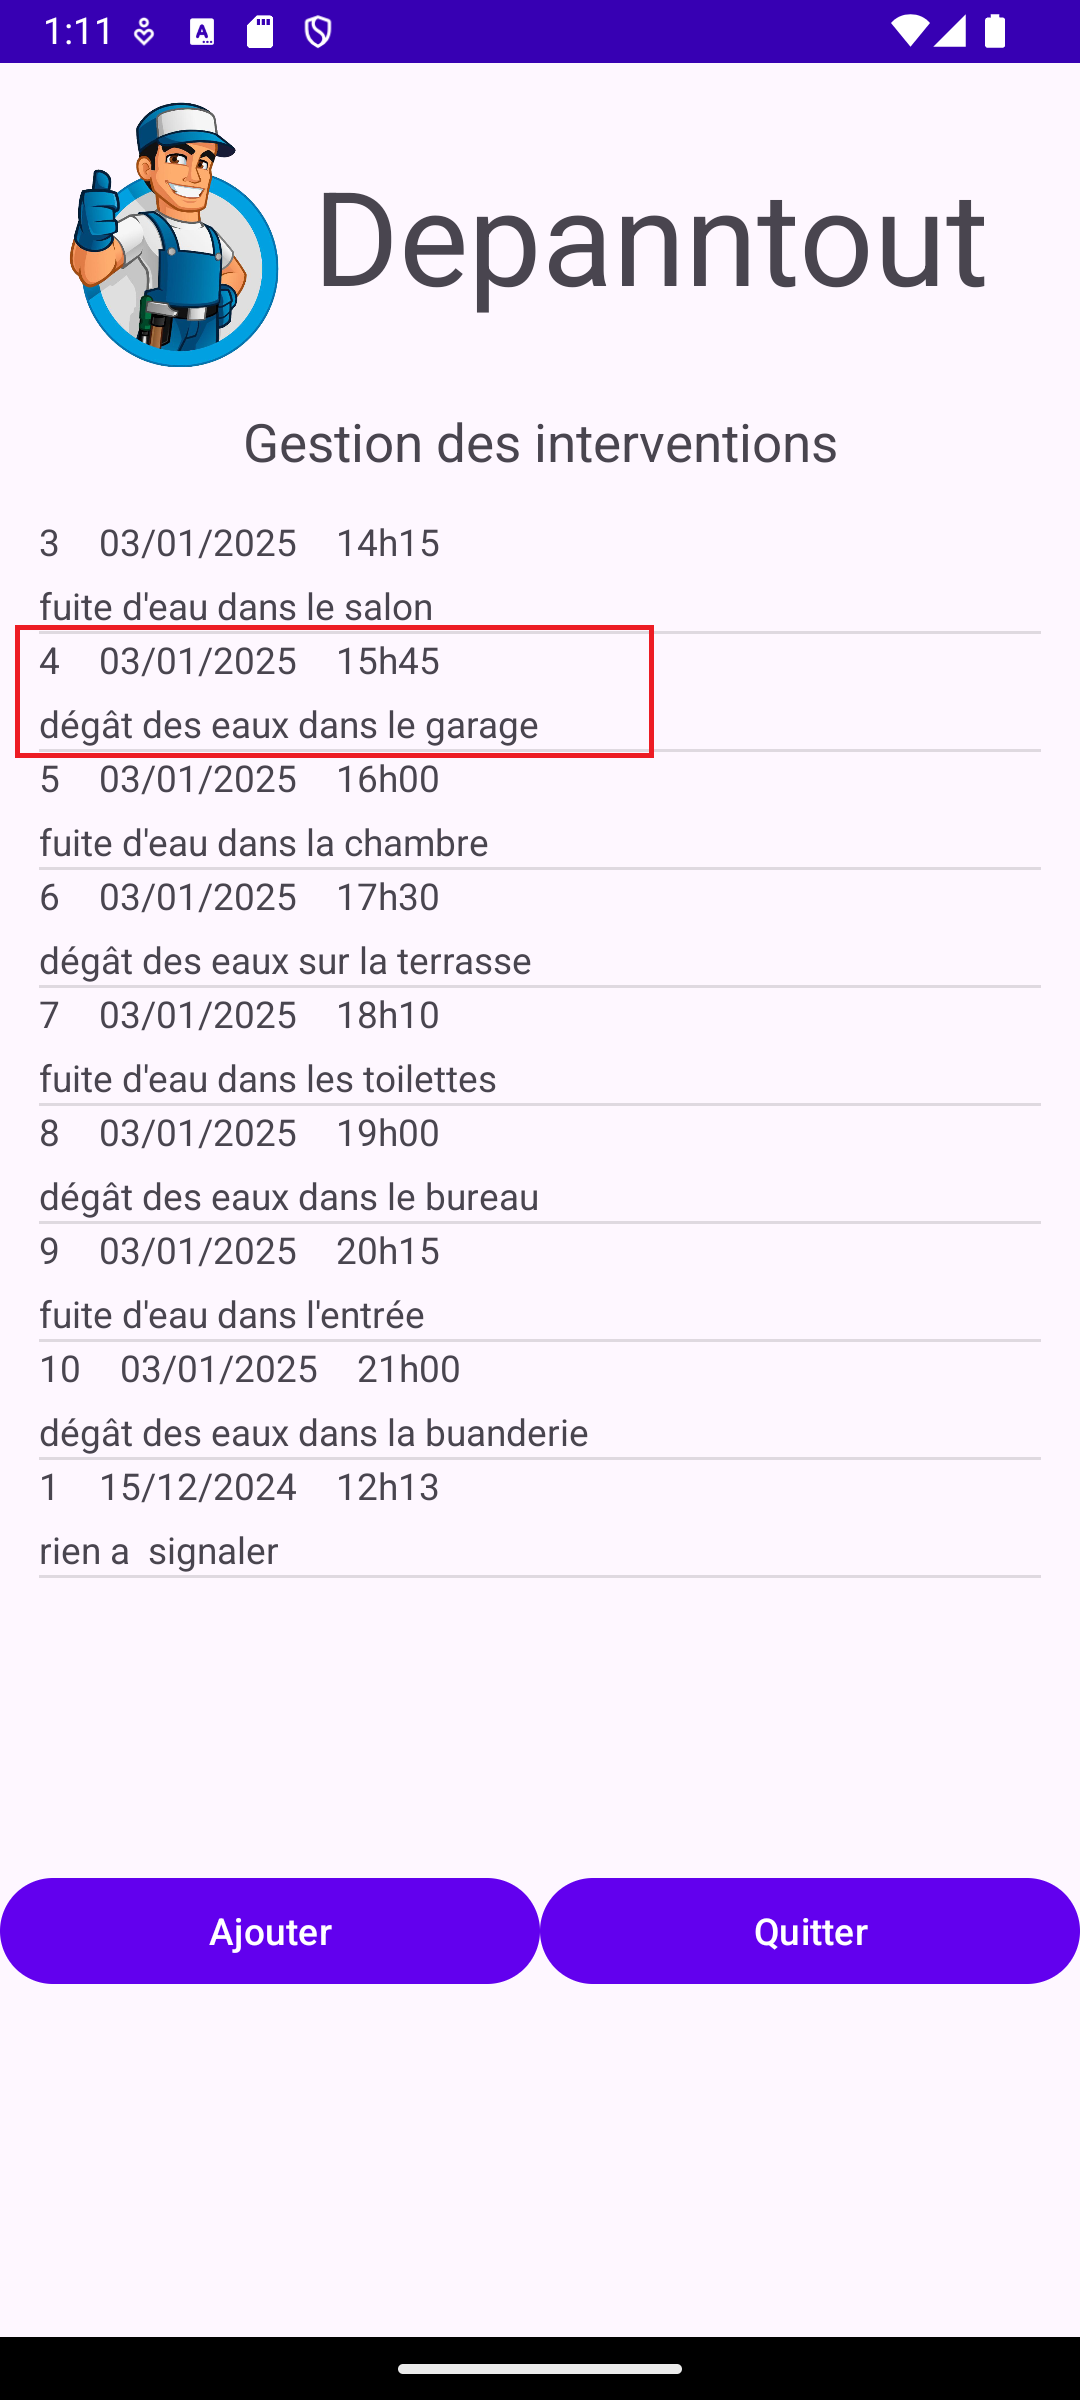 1:11
Depanntout
Gestion des interventions
3 03/01/2025 14h15
fuite d'eau dans le salon
4 03/01/2025 15h45
dégât des eaux dans le garage
5 03/01/2025 16h00
fuite d'eau dans la chambre
6 03/01/2025 17h30
dégât des eaux sur la terrasse
7 03/01/2025 18h10
fuite d'eau dans les toilettes
8 03/01/2025 19h00
dégât des eaux dans le bureau
9 03/01/2025 20h15
fuite d'eau dans l'entrée
10 03/01/2025 21h00
dégât des eaux dans la buanderie
1 15/12/2024 12h13
rien a  signaler
Ajouter Quitter